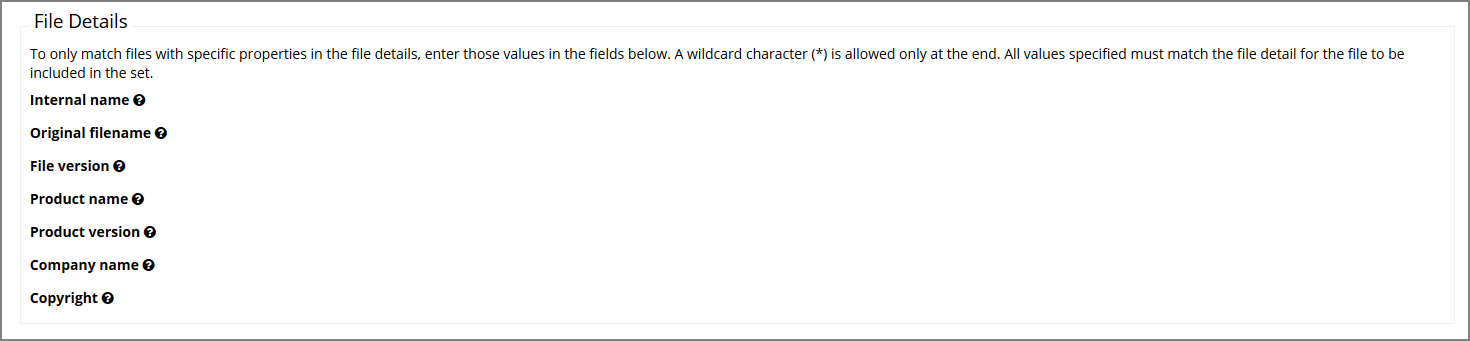 File Details
To only match files with specific properties in the file details, enter those values in the fields below. A wildcard character (*) is allowed only at the end. All values specified must match the file detail for the file to be
included in the set.
Internal name ?
Original filename ?
File version ?
Product name ?
Product version ?
Company name ?
Copyright ?